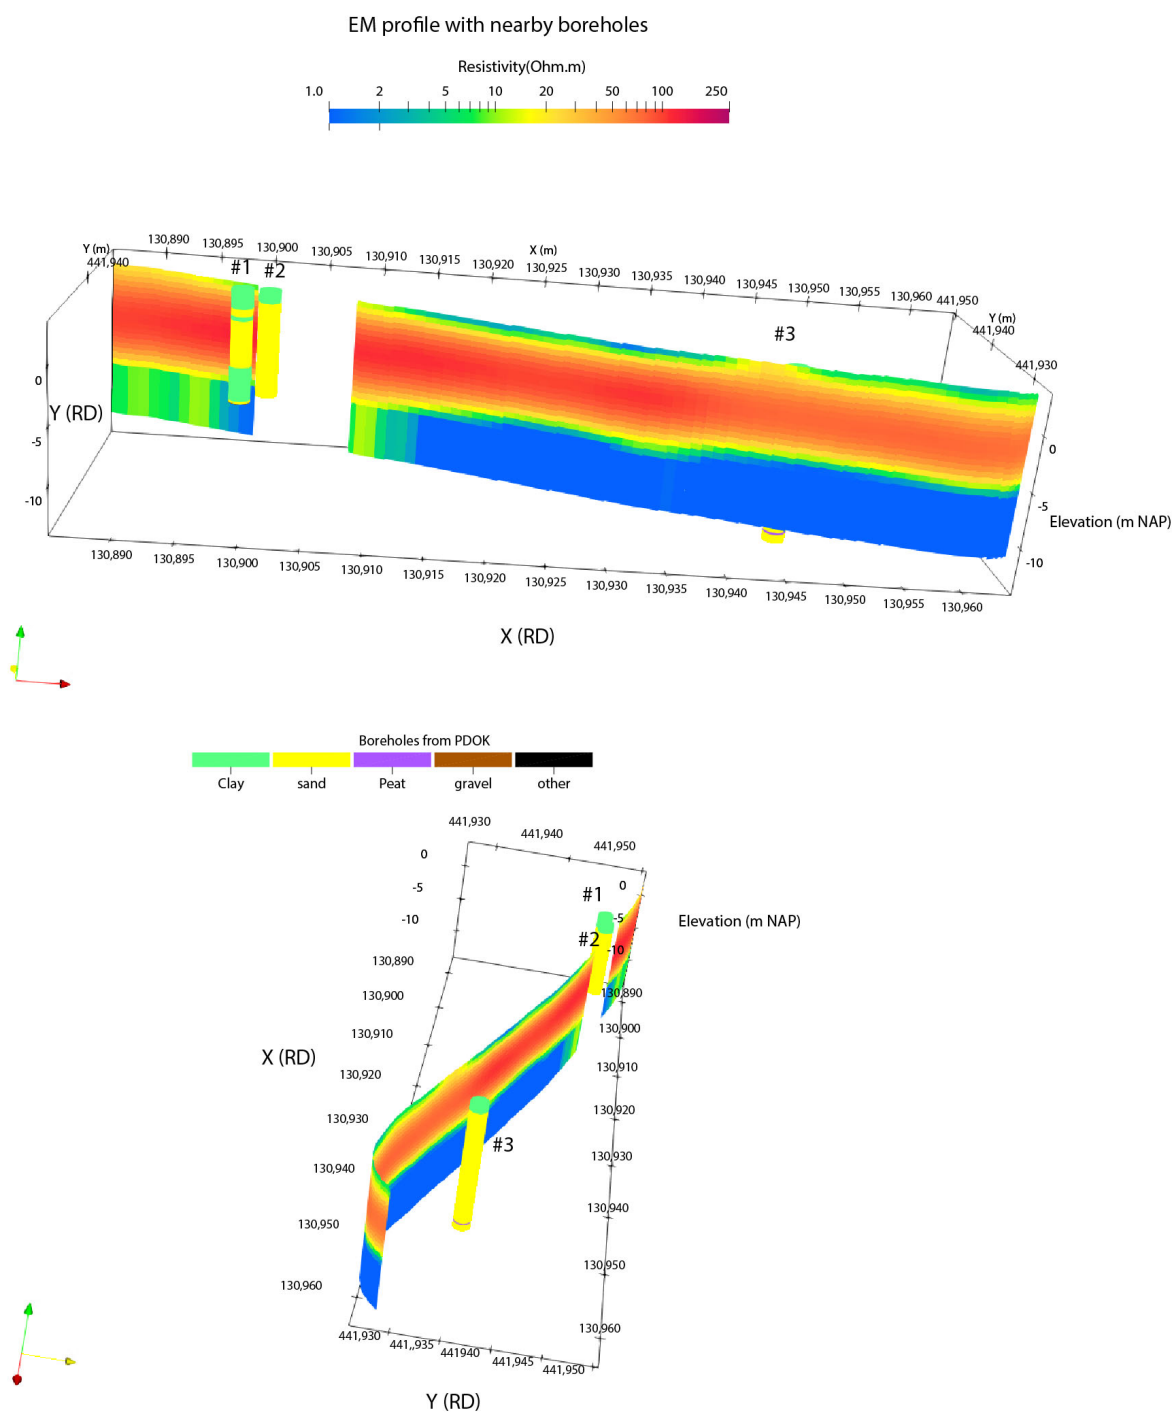 EM profile with nearby boreholes
Resistivity(Ohm.m)
1.0 2 5 10 20 50 100 250
Y (m) 130,890 130,895 130,900 130,905 130,910 130,915 130,920 130,925 130,930 130,935 130,940 130,945 130,950 130,955 130,960 441,950
X (m)
441,940
#1 #2
#3
Y (m)
441,940
441,930
0
-5
-10
Y (RD)
0
-5
-10
Elevation (m NAP)
130,890 130,895 130,900 130,905 130,910 130,915 130,920 130,925 130,930 130,935 130,940 130,945 130,950 130,955 130,960
X (RD)
Boreholes from PDOK
Clay sand Peat gravel other
441,930 441,940 441,950
0
-5
-10
0
-5
-10
#1
#2
#3
Elevation (m NAP)
130,890
130,900
130,910
130,920
130,930
130,940
130,950
130,960
X (RD)
130,890
130,900
130,910
130,920
130,930
130,940
130,950
130,960
441,930 441,,935 441940 441,945 441,950
Y (RD)